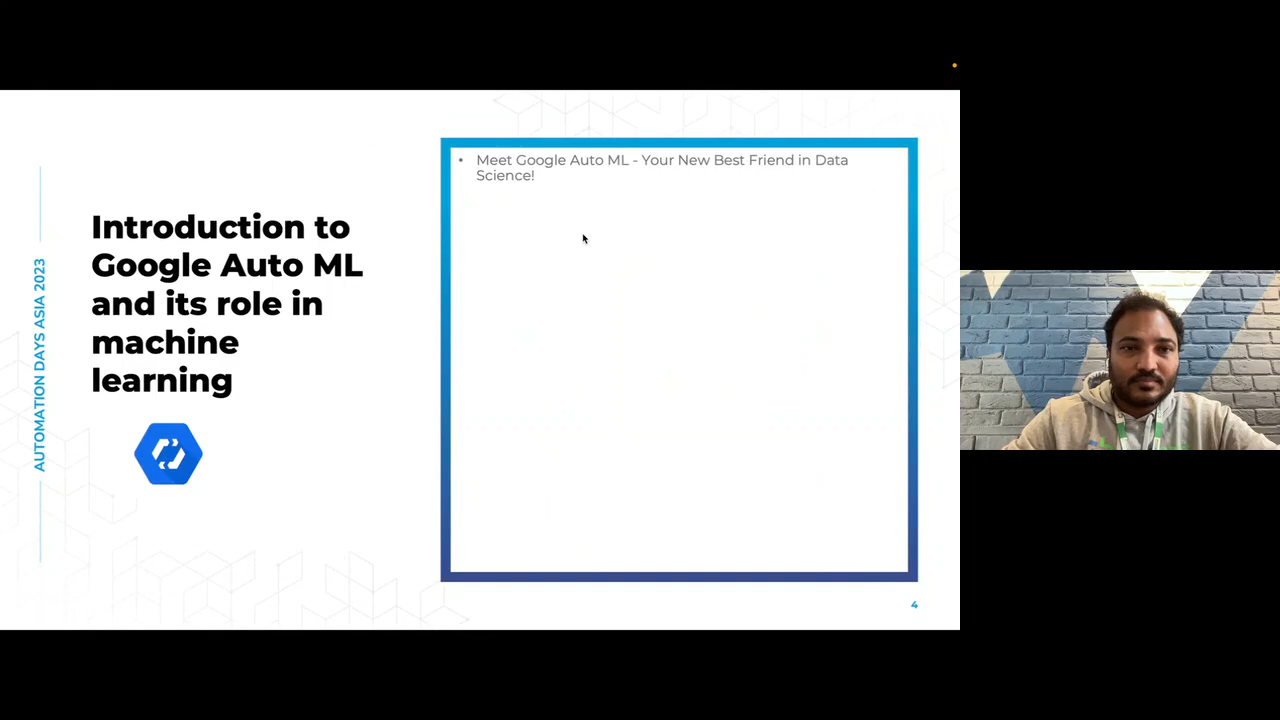 AUTOMATION DAYS ASIA 2023
Introduction to
Google Auto ML
and its role in
machine
learning
• Meet Google Auto ML - Your New Best Friend in Data
Science!
4